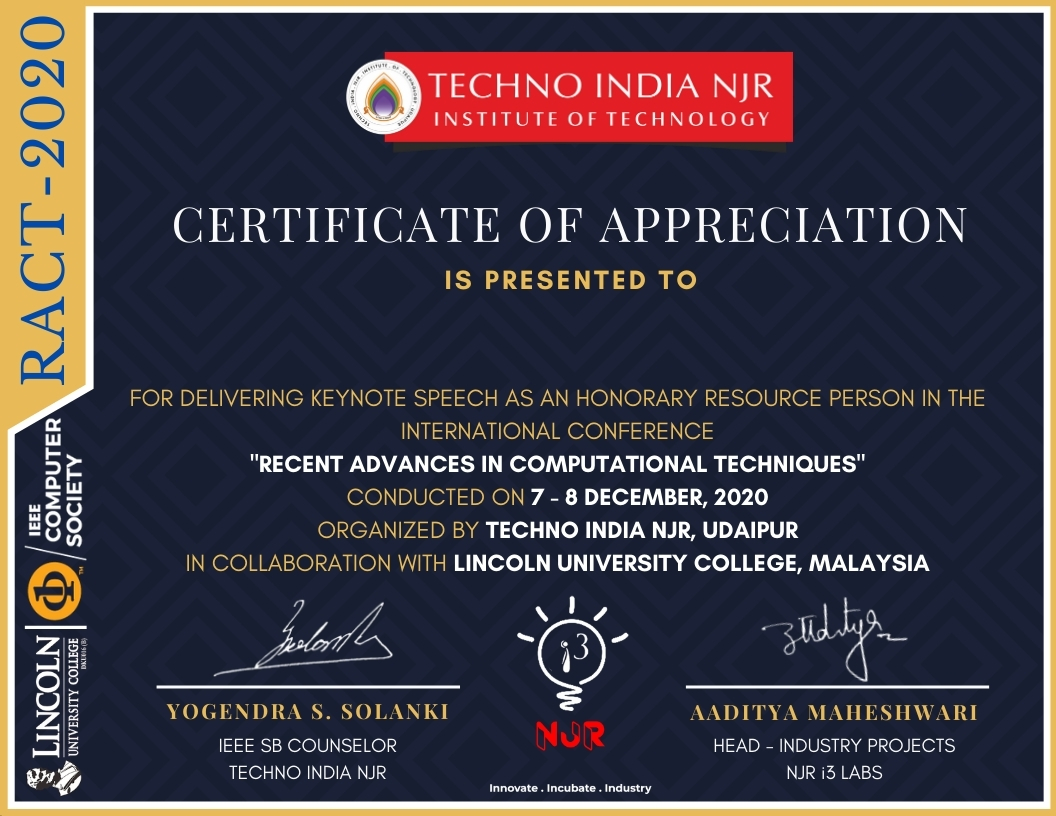 RACT-2020
TECHNO INDIA NJR
INSTITUTE OF TECHNOLOGY
CERTIFICATE OF APPRECIATION
IS PRESENTED TO
FOR DELIVERING KEYNOTE SPEECH AS AN HONORARY RESOURCE PERSON IN THE
INTERNATIONAL CONFERENCE
"RECENT ADVANCES IN COMPUTATIONAL TECHNIQUES"
CONDUCTED ON 7 - 8 DECEMBER, 2020
ORGANIZED BY TECHNO INDIA NJR, UDAIPUR
IN COLLABORATION WITH LINCOLN UNIVERSITY COLLEGE, MALAYSIA
IEEE
COMPUTER
SOCIETY
TM
LINCOLN
UNIVERSITY COLLEGE
i3
NJR
Innovate . Incubate . Industry
YOGENDRA S. SOLANKI
IEEE SB COUNSELOR
TECHNO INDIA NJR
AADITYA MAHESHWARI
HEAD - INDUSTRY PROJECTS
NJR i3 LABS